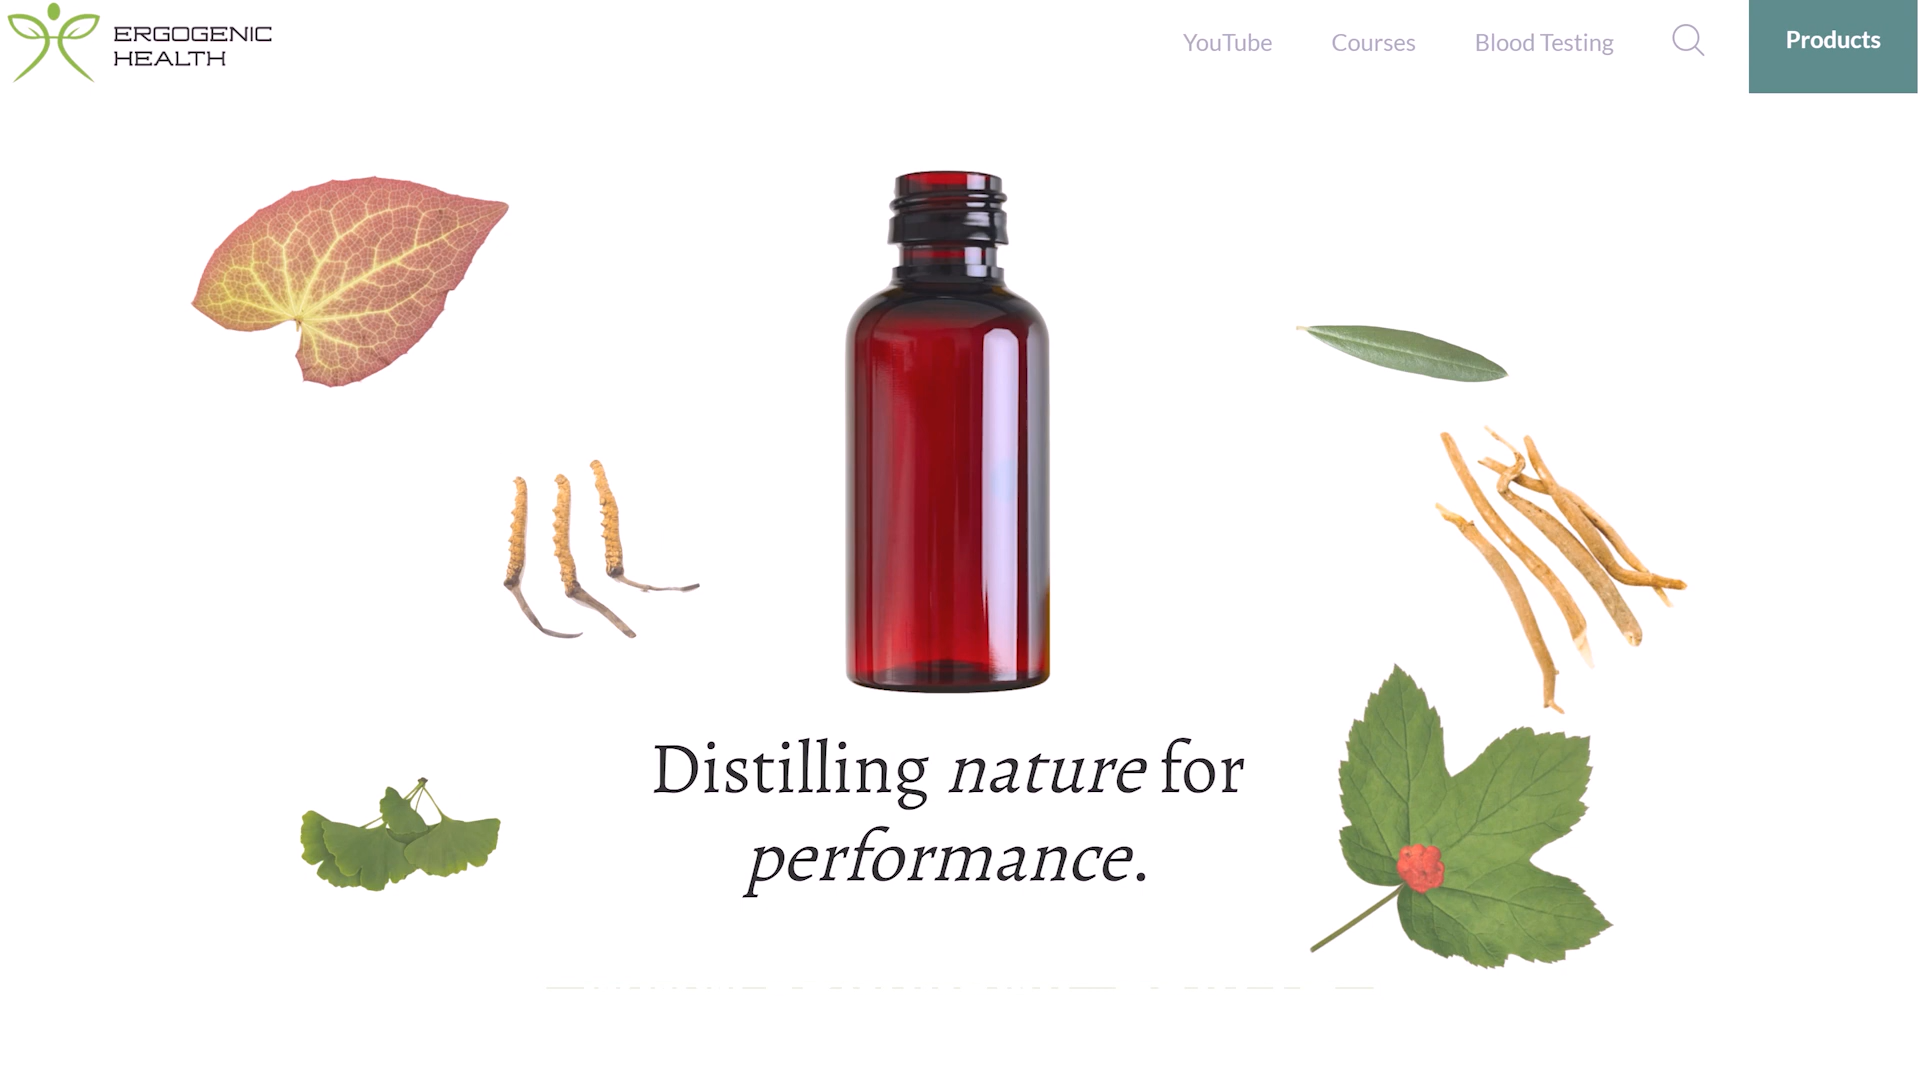 ERGOGENIC
HEALTH
YouTube
Courses
Blood Testing
Products
Distilling nature for
performance.